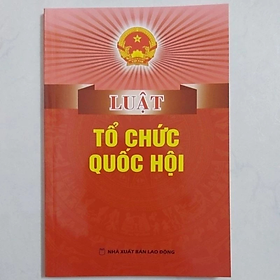 LUẬT
TỔ CHỨC
QUỐC HỘI
NHÀ XUẤT BẢN LAO ĐỘNG